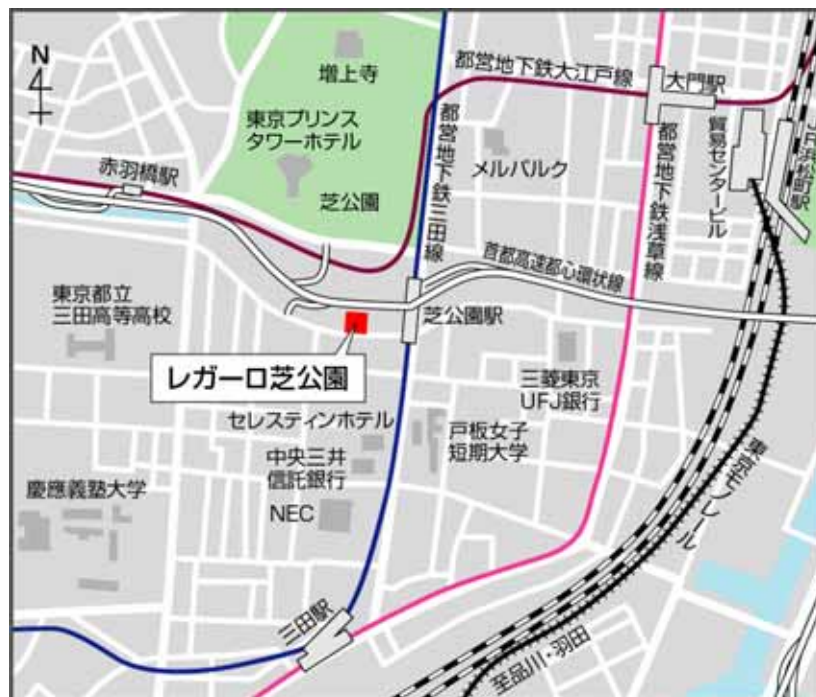 N
増上寺
東京プリンス
タワーホテル
芝公園
赤羽橋駅
都営地下鉄大江戸線
大門駅
都営地下鉄三田線
メルパルク
都営地下鉄浅草線
貿易センタービル
JR浜松町駅
首都高速都心環状線
東京都立
三田高等高校
芝公園駅
レガーロ芝公園
三菱東京
UFJ銀行
セレスティンホテル
戸板女子
短期大学
中央三井
信託銀行
慶應義塾大学
NEC
東京モノレール
三田駅
至品川・羽田